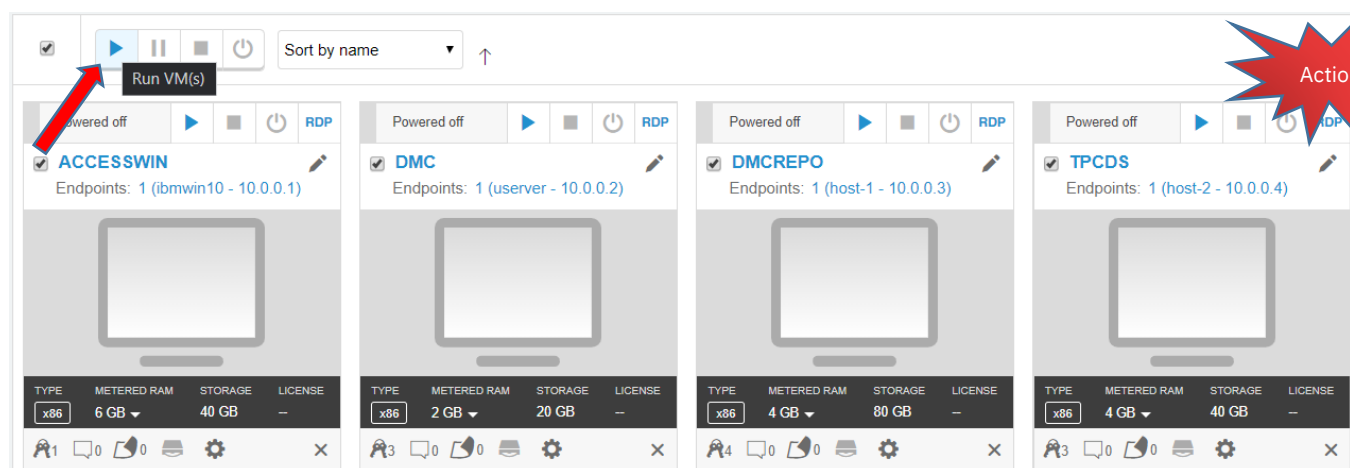 Sort by name
Run VM(s)
Actio
Powered off RDP
ACCESSWIN
Endpoints: 1 (ibmwin10 - 10.0.0.1)
TYPE METERED RAM STORAGE LICENSE
x86 6 GB 40 GB --
1 0 0
Powered off RDP
DMC
Endpoints: 1 (userver - 10.0.0.2)
TYPE METERED RAM STORAGE LICENSE
x86 2 GB 20 GB --
3 0 0
Powered off RDP
DMCREPO
Endpoints: 1 (host-1 - 10.0.0.3)
TYPE METERED RAM STORAGE LICENSE
x86 4 GB 80 GB --
4 0 0
Powered off RDP
TPCDS
Endpoints: 1 (host-2 - 10.0.0.4)
TYPE METERED RAM STORAGE LICENSE
x86 4 GB 40 GB --
3 0 0